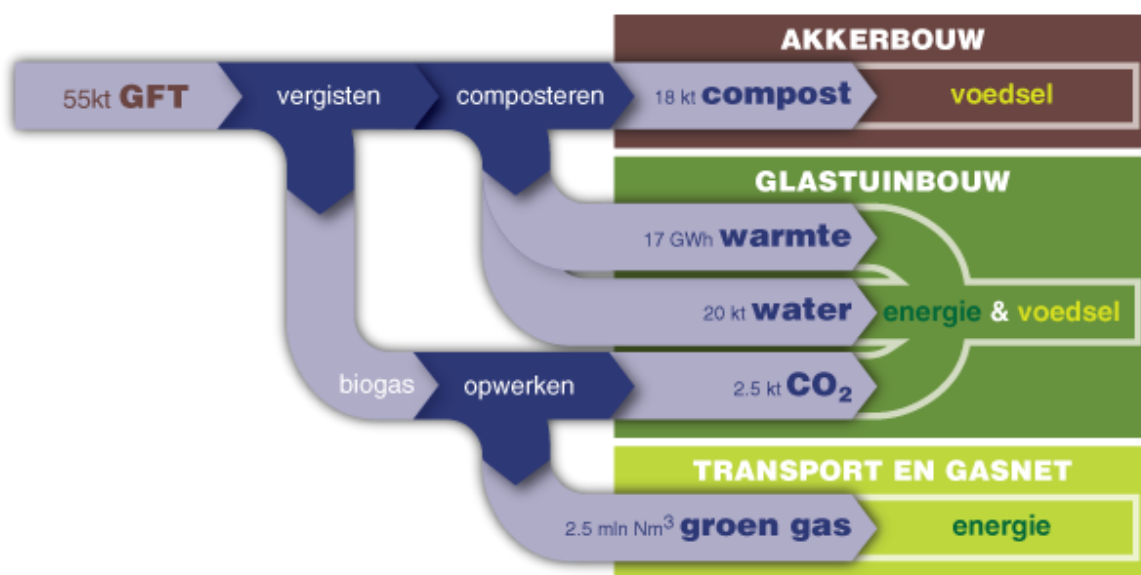 AKKERBOUW
55kt GFT
vergisten
composteren
18 kt compost
voedsel
GLASTUINBOUW
17 GWh warmte
20 kt water
energie & voedsel
biogas
opwerken
2.5 kt CO₂
TRANSPORT EN GASNET
2.5 mln Nm³ groen gas
energie